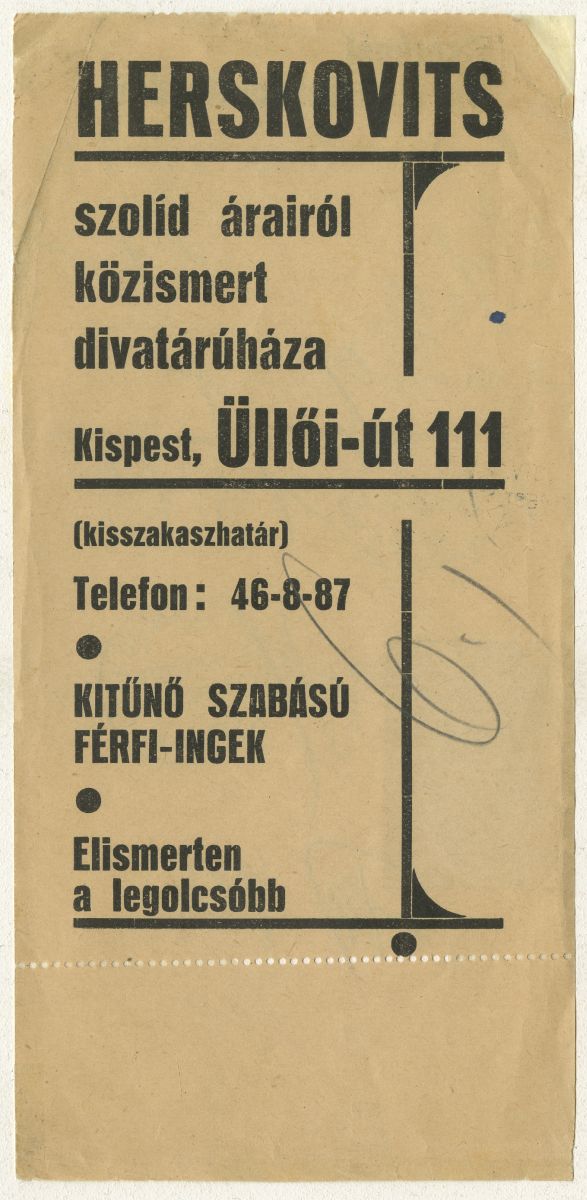 HERSKOVITS
szolíd árairól
közismert
divatárúháza
Kispest, Üllői-út 111
(kisszakaszhatár)
Telefon: 46-8-87
KITŰNŐ SZABÁSÚ
FÉRFI-INGEK
Elismerten
a legolcsóbb